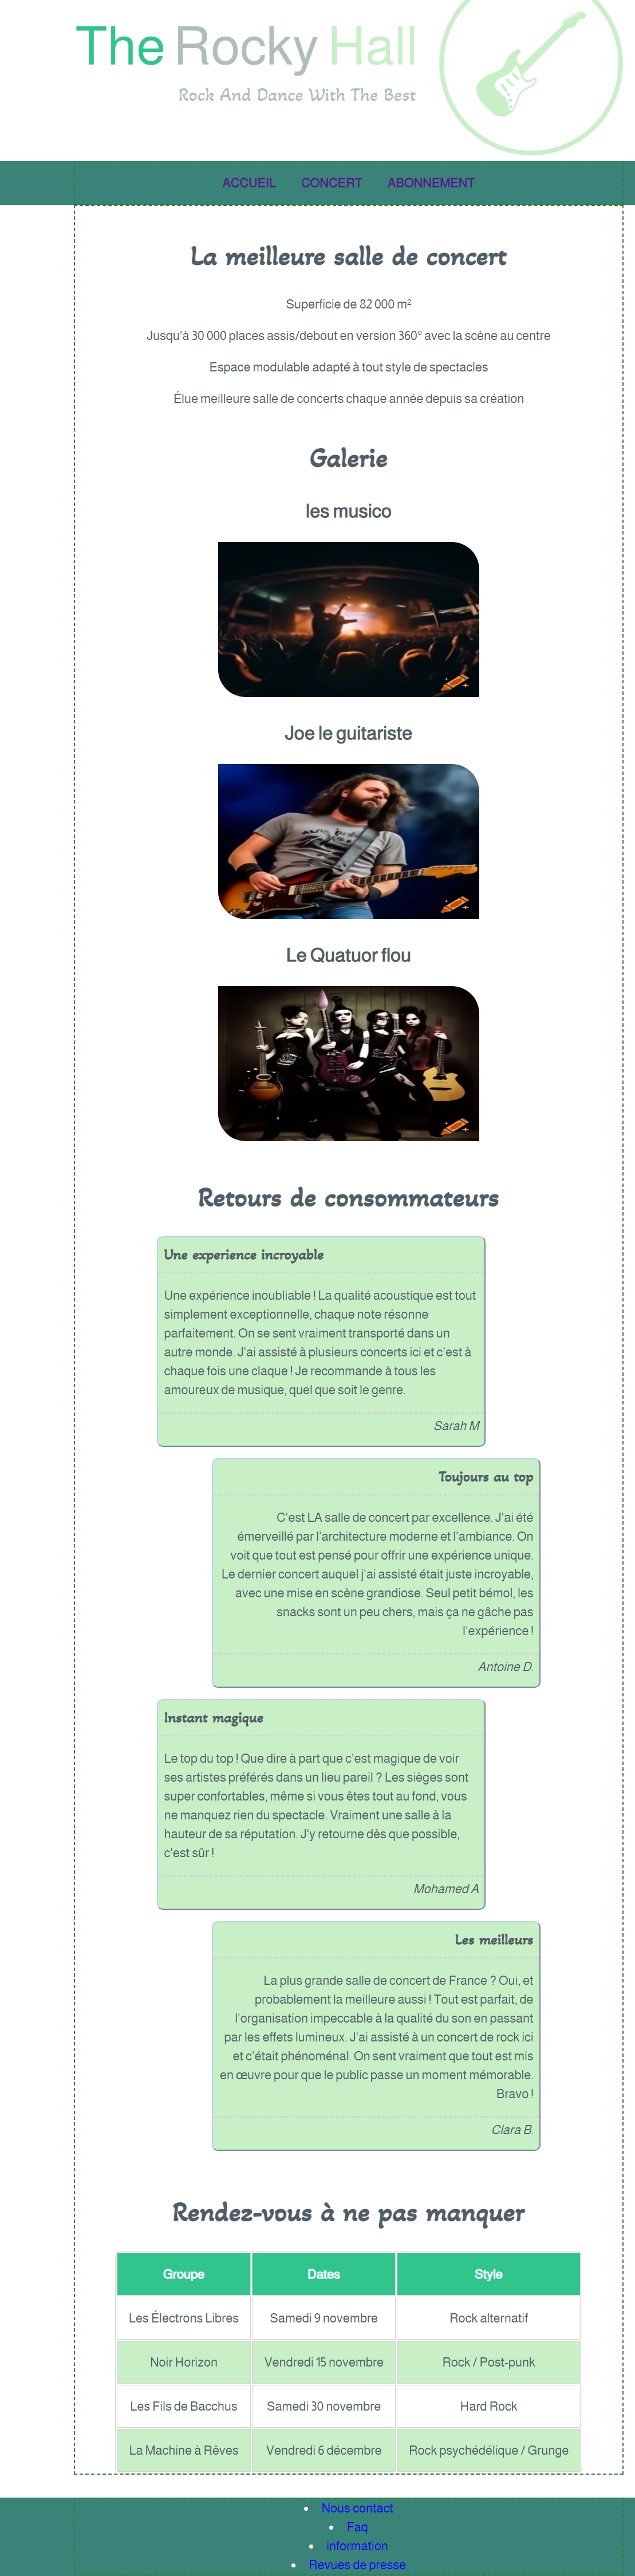 The Rocky Hall
Rock And Dance With The Best
ACCUEIL CONCERT ABONNEMENT
La meilleure salle de concert
Superficie de 82 000 m²
Jusqu'à 30 000 places assis/debout en version 360° avec la scène au centre
Espace modulable adapté à tout style de spectacles
Élue meilleure salle de concerts chaque année depuis sa création
Galerie
les musico
Joe le guitariste
Le Quatuor flou
Retours de consommateurs
Une experience incroyable
Une expérience inoubliable ! La qualité acoustique est tout
simplement exceptionnelle, chaque note résonne
parfaitement. On se sent vraiment transporté dans un
autre monde. J'ai assisté à plusieurs concerts ici et c'est à
chaque fois une claque ! Je recommande à tous les
amoureux de musique, quel que soit le genre.
Sarah M
Toujours au top
C'est LA salle de concert par excellence. J'ai été
émerveillé par l'architecture moderne et l'ambiance. On
voit que tout est pensé pour offrir une expérience unique.
Le dernier concert auquel j'ai assisté était juste incroyable,
avec une mise en scène grandiose. Seul petit bémol, les
snacks sont un peu chers, mais ça ne gâche pas
l'expérience !
Antoine D.
Instant magique
Le top du top ! Que dire à part que c'est magique de voir
ses artistes préférés dans un lieu pareil ? Les sièges sont
super confortables, même si vous êtes tout au fond, vous
ne manquez rien du spectacle. Vraiment une salle à la
hauteur de sa réputation. J'y retourne dès que possible,
c'est sûr !
Mohamed A
Les meilleurs
La plus grande salle de concert de France ? Oui, et
probablement la meilleure aussi ! Tout est parfait, de
l'organisation impeccable à la qualité du son en passant
par les effets lumineux. J'ai assisté à un concert de rock ici
et c'était phénoménal. On sent vraiment que tout est mis
en œuvre pour que le public passe un moment mémorable.
Bravo !
Clara B.
Rendez-vous à ne pas manquer
Groupe Dates Style
Les Électrons Libres Samedi 9 novembre Rock alternatif
Noir Horizon Vendredi 15 novembre Rock / Post-punk
Les Fils de Bacchus Samedi 30 novembre Hard Rock
La Machine à Rêves Vendredi 6 décembre Rock psychédélique / Grunge
Nous contact
Faq
information
Revues de presse